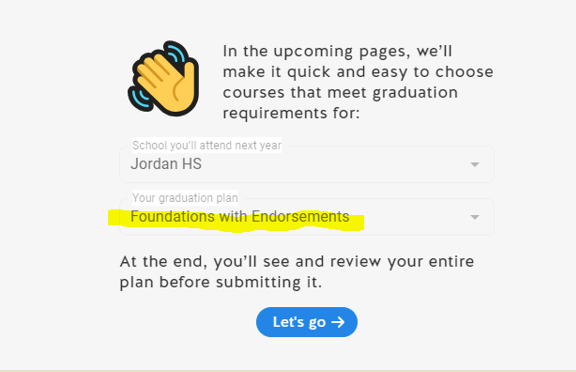 In the upcoming pages, we'll
make it quick and easy to choose
courses that meet graduation
requirements for:
School you'll attend next year
Jordan HS
Your graduation plan
Foundations with Endorsements
At the end, you'll see and review your entire
plan before submitting it.
Let's go →